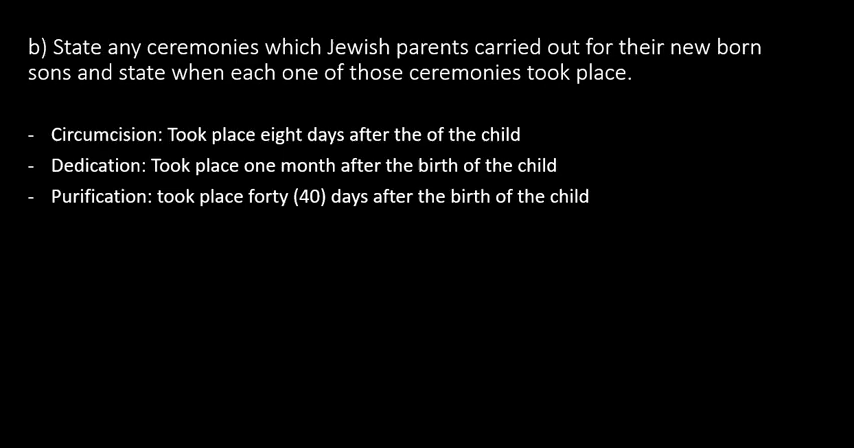 b) State any ceremonies which Jewish parents carried out for their new born
sons and state when each one of those ceremonies took place.
- Circumcision: Took place eight days after the of the child
- Dedication: Took place one month after the birth of the child
- Purification: took place forty (40) days after the birth of the child